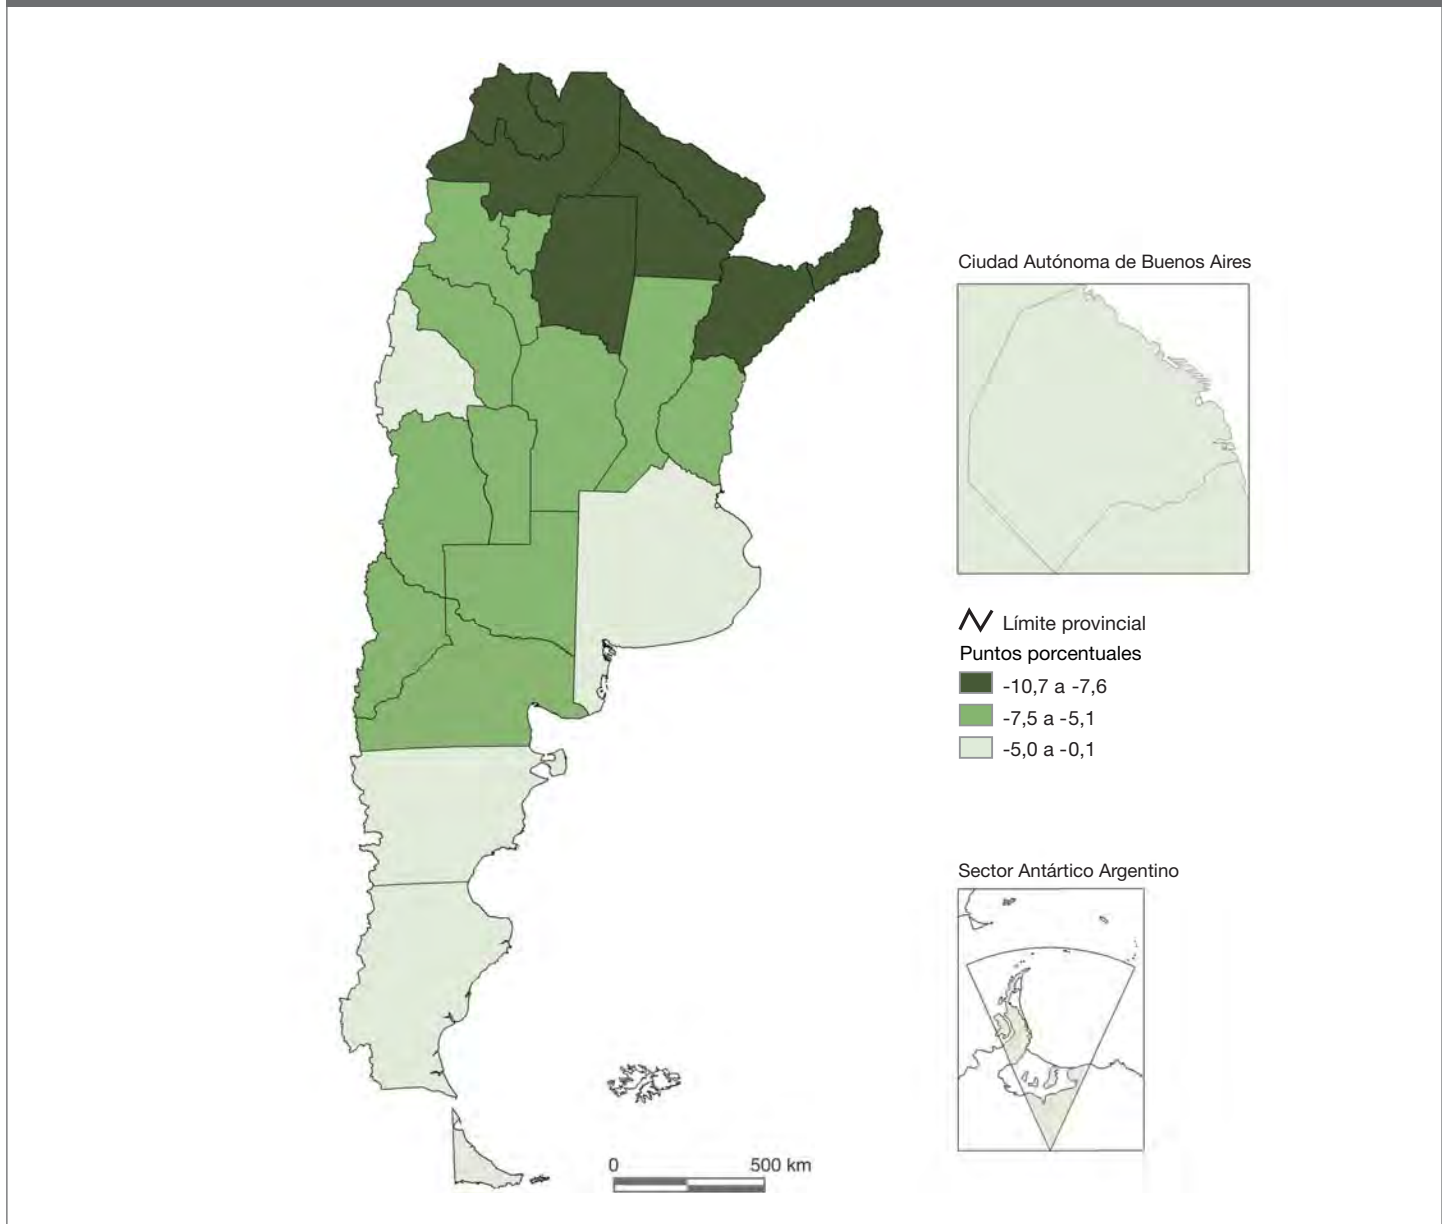 Ciudad Autónoma de Buenos Aires
Límite provincial
Puntos porcentuales
-10,7 a -7,6
-7,5 a -5,1
-5,0 a -0,1
Sector Antártico Argentino
0 500 km